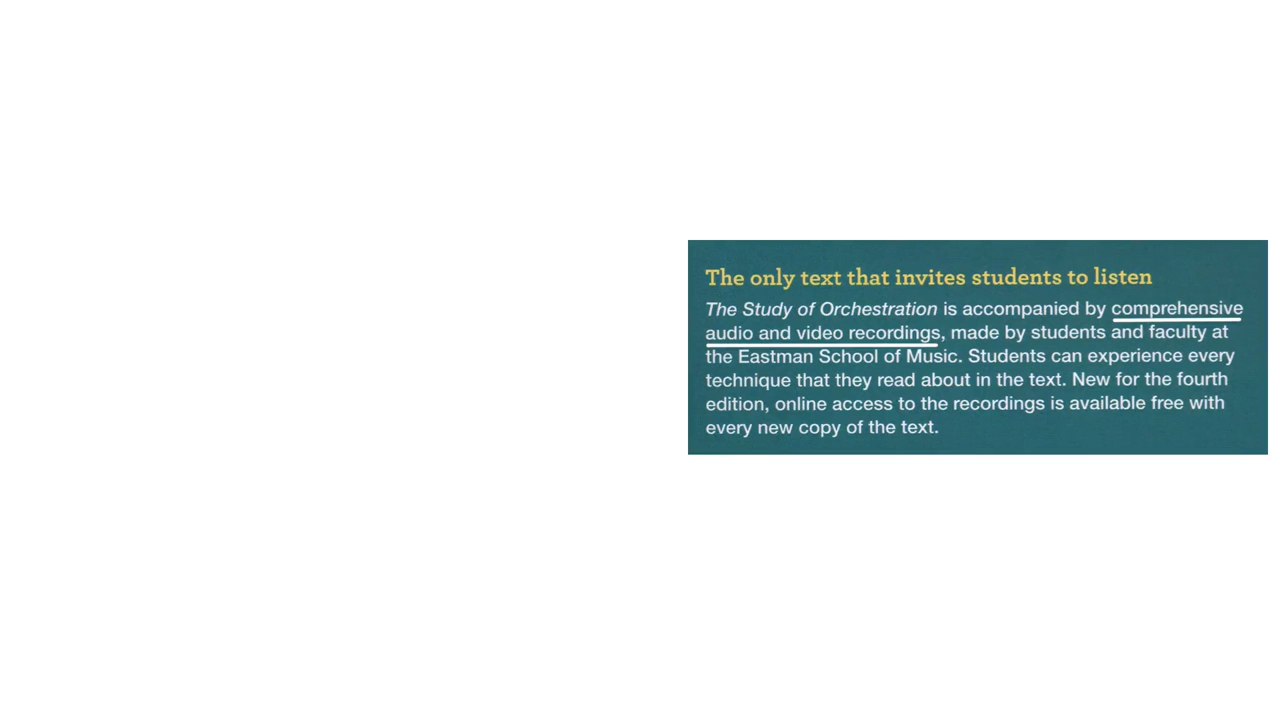 The only text that invites students to listen
The Study of Orchestration is accompanied by comprehensive
audio and video recordings, made by students and faculty at
the Eastman School of Music. Students can experience every
technique that they read about in the text. New for the fourth
edition, online access to the recordings is available free with
every new copy of the text.